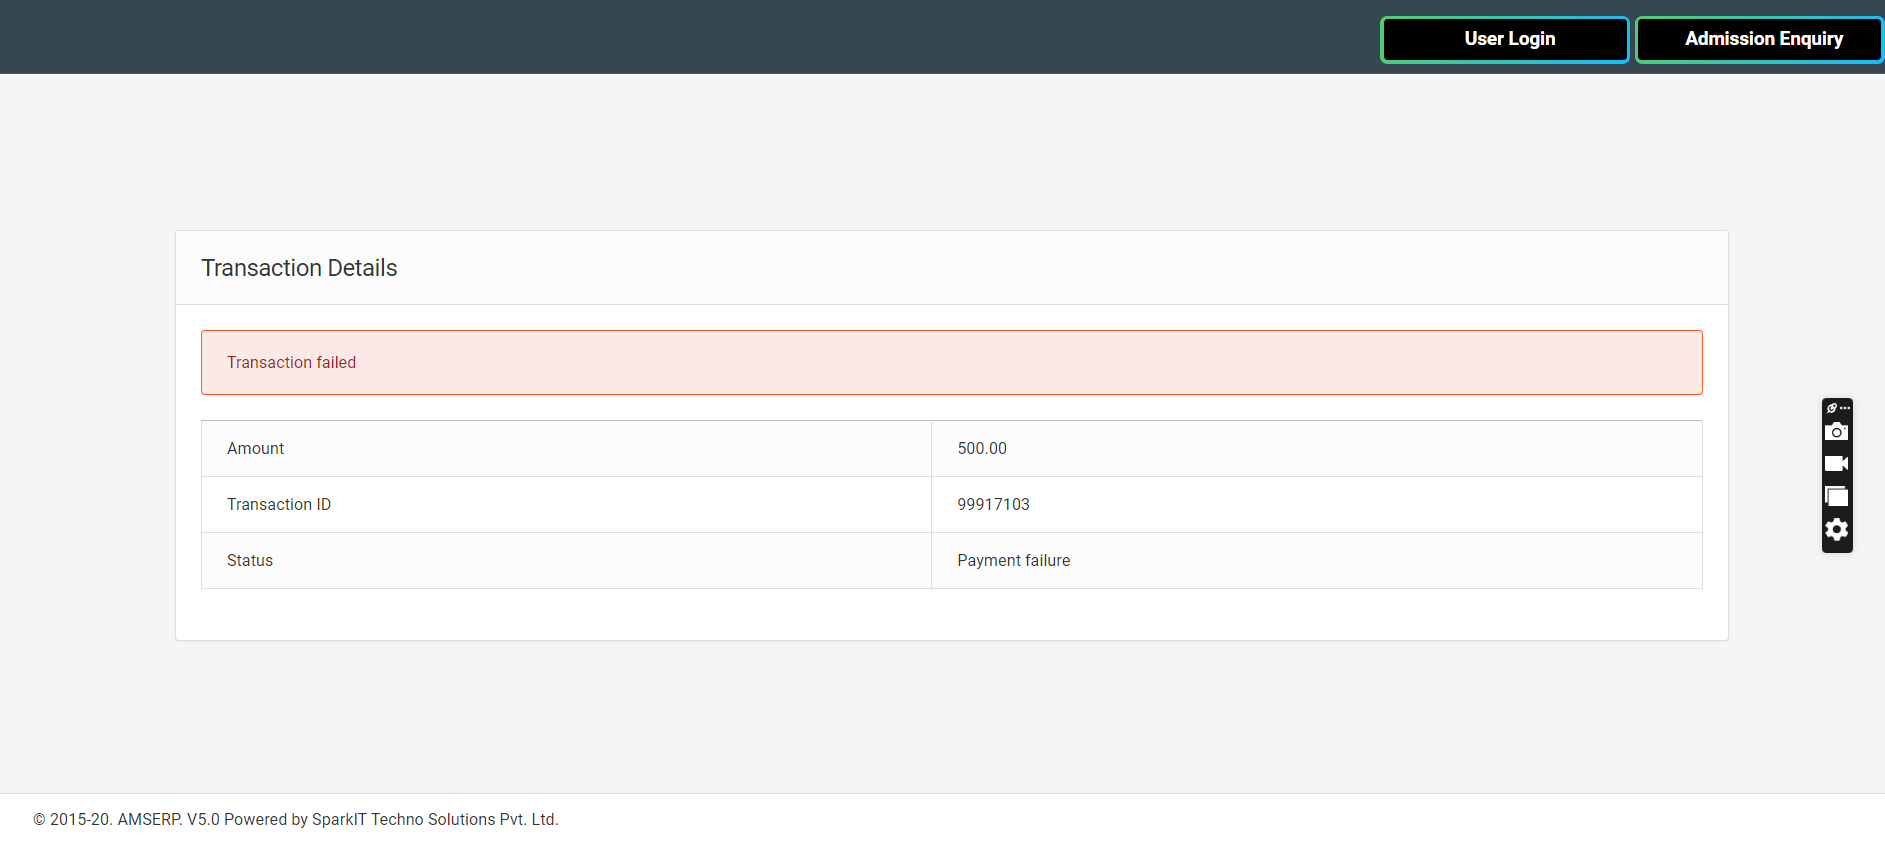 User Login
Admission Enquiry
Transaction Details
Transaction failed
Amount 500.00
Transaction ID 99917103
Status Payment failure
© 2015-20. AMSERP. V5.0 Powered by SparkIT Techno Solutions Pvt. Ltd.